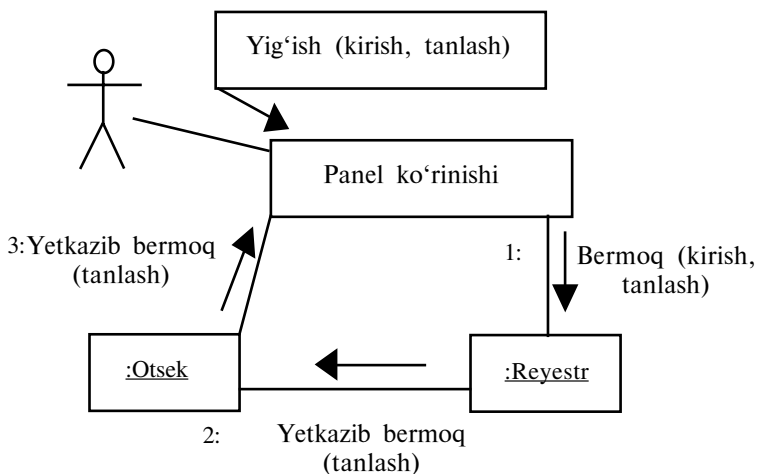 Yig‘ish (kirish, tanlash)
Panel ko‘rinishi
3:Yetkazib bermoq
(tanlash)
1:
Bermoq (kirish,
tanlash)
:Otsek
:Reyestr
2:
Yetkazib bermoq
(tanlash)